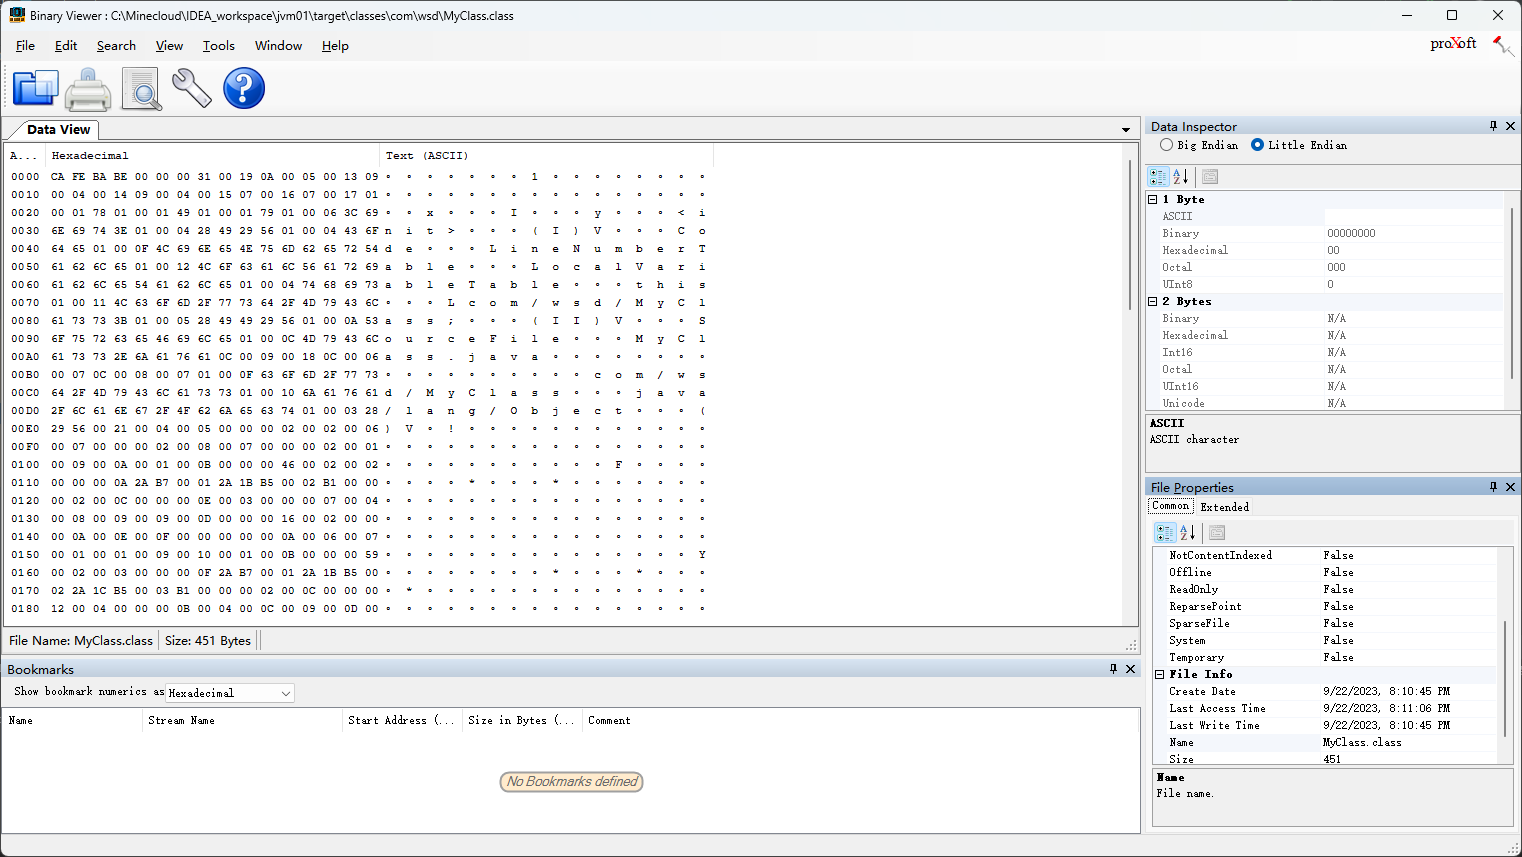 Binary Viewer : C:\Minecloud\IDEA_workspace\jvm01\target\classes\com\wsd\MyClass.class
File Edit Search View Tools Window Help
proXoft
Data View
A... Hexadecimal Text (ASCII)
0000 CA FE BA BE 00 00 00 31 00 19 0A 00 05 00 13 09 ∘ ∘ ∘ ∘ ∘ ∘ ∘ 1 ∘ ∘ ∘ ∘ ∘ ∘ ∘ ∘
0010 00 04 00 14 09 00 04 00 15 07 00 16 07 00 17 01 ∘ ∘ ∘ ∘ ∘ ∘ ∘ ∘ ∘ ∘ ∘ ∘ ∘ ∘ ∘ ∘
0020 00 01 78 01 00 01 49 01 00 01 79 01 00 06 3C 69 ∘ ∘ x ∘ ∘ ∘ I ∘ ∘ ∘ y ∘ ∘ ∘ < i
0030 6E 69 74 3E 01 00 04 28 49 29 56 01 00 04 43 6F n i t > ∘ ∘ ∘ ( I ) V ∘ ∘ ∘ C o
0040 64 65 01 00 0F 4C 69 6E 65 4E 75 6D 62 65 72 54 d e ∘ ∘ ∘ L i n e N u m b e r T
0050 61 62 6C 65 01 00 12 4C 6F 63 61 6C 56 61 72 69 a b l e ∘ ∘ ∘ L o c a l V a r i
0060 61 62 6C 65 54 61 62 6C 65 01 00 04 74 68 69 73 a b l e T a b l e ∘ ∘ ∘ t h i s
0070 01 00 11 4C 63 6F 6D 2F 77 73 64 2F 4D 79 43 6C ∘ ∘ ∘ L c o m / w s d / M y C l
0080 61 73 73 3B 01 00 05 28 49 49 29 56 01 00 0A 53 a s s ; ∘ ∘ ∘ ( I I ) V ∘ ∘ ∘ S
0090 6F 75 72 63 65 46 69 6C 65 01 00 0C 4D 79 43 6C o u r c e F i l e ∘ ∘ ∘ M y C l
00A0 61 73 73 2E 6A 61 76 61 0C 00 09 00 18 0C 00 06 a s s . j a v a ∘ ∘ ∘ ∘ ∘ ∘ ∘ ∘
00B0 00 07 0C 00 08 00 07 01 00 0F 63 6F 6D 2F 77 73 ∘ ∘ ∘ ∘ ∘ ∘ ∘ ∘ ∘ ∘ c o m / w s
00C0 64 2F 4D 79 43 6C 61 73 73 01 00 10 6A 61 76 61 d / M y C l a s s ∘ ∘ ∘ j a v a
00D0 2F 6C 61 6E 67 2F 4F 62 6A 65 63 74 01 00 03 28 / l a n g / O b j e c t ∘ ∘ ∘ (
00E0 29 56 00 21 00 04 00 05 00 00 00 02 00 02 00 06 ) V ∘ ! ∘ ∘ ∘ ∘ ∘ ∘ ∘ ∘ ∘ ∘ ∘ ∘
00F0 00 07 00 00 00 02 00 08 00 07 00 00 00 02 00 01 ∘ ∘ ∘ ∘ ∘ ∘ ∘ ∘ ∘ ∘ ∘ ∘ ∘ ∘ ∘ ∘
0100 00 09 00 0A 00 01 00 0B 00 00 00 46 00 02 00 02 ∘ ∘ ∘ ∘ ∘ ∘ ∘ ∘ ∘ ∘ ∘ F ∘ ∘ ∘ ∘
0110 00 00 00 0A 2A B7 00 01 2A 1B B5 00 02 B1 00 00 ∘ ∘ ∘ ∘ * ∘ ∘ ∘ * ∘ ∘ ∘ ∘ ∘ ∘ ∘
0120 00 02 00 0C 00 00 00 0E 00 03 00 00 00 07 00 04 ∘ ∘ ∘ ∘ ∘ ∘ ∘ ∘ ∘ ∘ ∘ ∘ ∘ ∘ ∘ ∘
0130 00 08 00 09 00 09 00 0D 00 00 00 16 00 02 00 00 ∘ ∘ ∘ ∘ ∘ ∘ ∘ ∘ ∘ ∘ ∘ ∘ ∘ ∘ ∘ ∘
0140 00 0A 00 0E 00 0F 00 00 00 00 00 0A 00 06 00 07 ∘ ∘ ∘ ∘ ∘ ∘ ∘ ∘ ∘ ∘ ∘ ∘ ∘ ∘ ∘ ∘
0150 00 01 00 01 00 09 00 10 00 01 00 0B 00 00 00 59 ∘ ∘ ∘ ∘ ∘ ∘ ∘ ∘ ∘ ∘ ∘ ∘ ∘ ∘ ∘ Y
0160 00 02 00 03 00 00 00 0F 2A B7 00 01 2A 1B B5 00 ∘ ∘ ∘ ∘ ∘ ∘ ∘ ∘ * ∘ ∘ ∘ * ∘ ∘ ∘
0170 02 2A 1C B5 00 03 B1 00 00 00 02 00 0C 00 00 00 ∘ * ∘ ∘ ∘ ∘ ∘ ∘ ∘ ∘ ∘ ∘ ∘ ∘ ∘ ∘
0180 12 00 04 00 00 00 0B 00 04 00 0C 00 09 00 0D 00 ∘ ∘ ∘ ∘ ∘ ∘ ∘ ∘ ∘ ∘ ∘ ∘ ∘ ∘ ∘ ∘
File Name: MyClass.class Size: 451 Bytes
Bookmarks
Show bookmark numerics as Hexadecimal
Name Stream Name Start Address (... Size in Bytes (... Comment
No Bookmarks defined
Data Inspector
Big Endian Little Endian
1 Byte
ASCII
Binary 00000000
Hexadecimal 00
Octal 000
UInt8 0
2 Bytes
Binary N/A
Hexadecimal N/A
Int16 N/A
Octal N/A
UInt16 N/A
Unicode N/A
ASCII
ASCII character
File Properties
Common Extended
NotContentIndexed False
Offline False
ReadOnly False
ReparsePoint False
SparseFile False
System False
Temporary False
File Info
Create Date 9/22/2023, 8:10:45 PM
Last Access Time 9/22/2023, 8:11:06 PM
Last Write Time 9/22/2023, 8:10:45 PM
Name MyClass.class
Size 451
Name
File name.